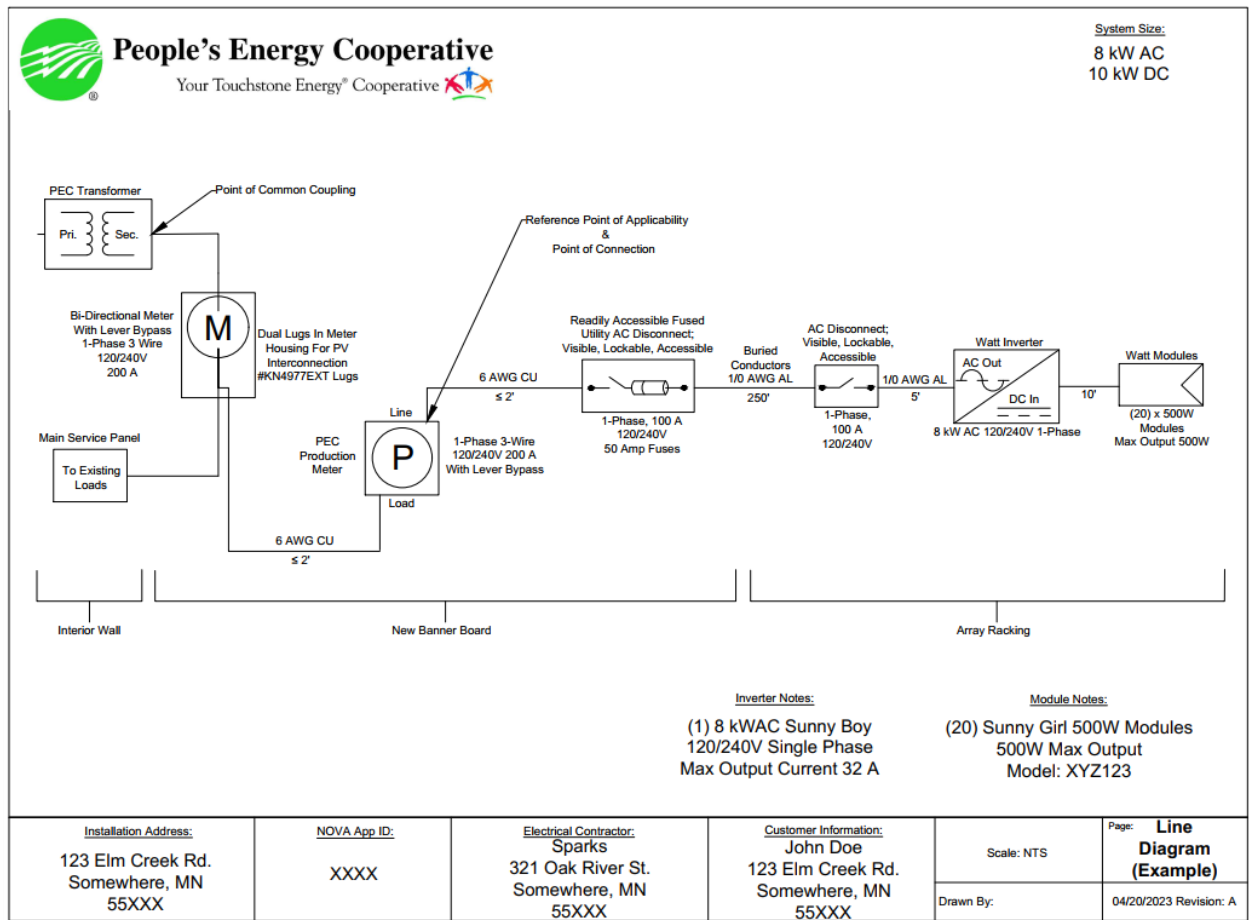 People's Energy Cooperative
Your Touchstone Energy® Cooperative
®
System Size:
8 kW AC
10 kW DC
PEC Transformer
Pri.
Sec.
Point of Common Coupling
Reference Point of Applicability
&
Point of Connection
Bi-Directional Meter
With Lever Bypass
1-Phase 3 Wire
120/240V
200 A
M
Dual Lugs In Meter
Housing For PV
Interconnection
#KN4977EXT Lugs
Main Service Panel
To Existing
Loads
6 AWG CU
≤ 2'
PEC
Production
Meter
Line
P
Load
1-Phase 3-Wire
120/240V 200 A
With Lever Bypass
6 AWG CU
≤ 2'
Readily Accessible Fused
Utility AC Disconnect;
Visible, Lockable, Accessible
1-Phase, 100 A
120/240V
50 Amp Fuses
Buried
Conductors
1/0 AWG AL
250'
AC Disconnect;
Visible, Lockable,
Accessible
1-Phase,
100 A
120/240V
1/0 AWG AL
5'
Watt Inverter
AC Out
DC In
8 kW AC 120/240V 1-Phase
10'
Watt Modules
(20) x 500W
Modules
Max Output 500W
Interior Wall
New Banner Board
Array Racking
Inverter Notes:
(1) 8 kWAC Sunny Boy
120/240V Single Phase
Max Output Current 32 A
Module Notes:
(20) Sunny Girl 500W Modules
500W Max Output
Model: XYZ123
Installation Address:
123 Elm Creek Rd.
Somewhere, MN
55XXX
NOVA App ID:
XXXX
Electrical Contractor:
Sparks
321 Oak River St.
Somewhere, MN
55XXX
Customer Information:
John Doe
123 Elm Creek Rd.
Somewhere, MN
55XXX
Scale: NTS
Drawn By:
Page: Line
Diagram
(Example)
04/20/2023 Revision: A